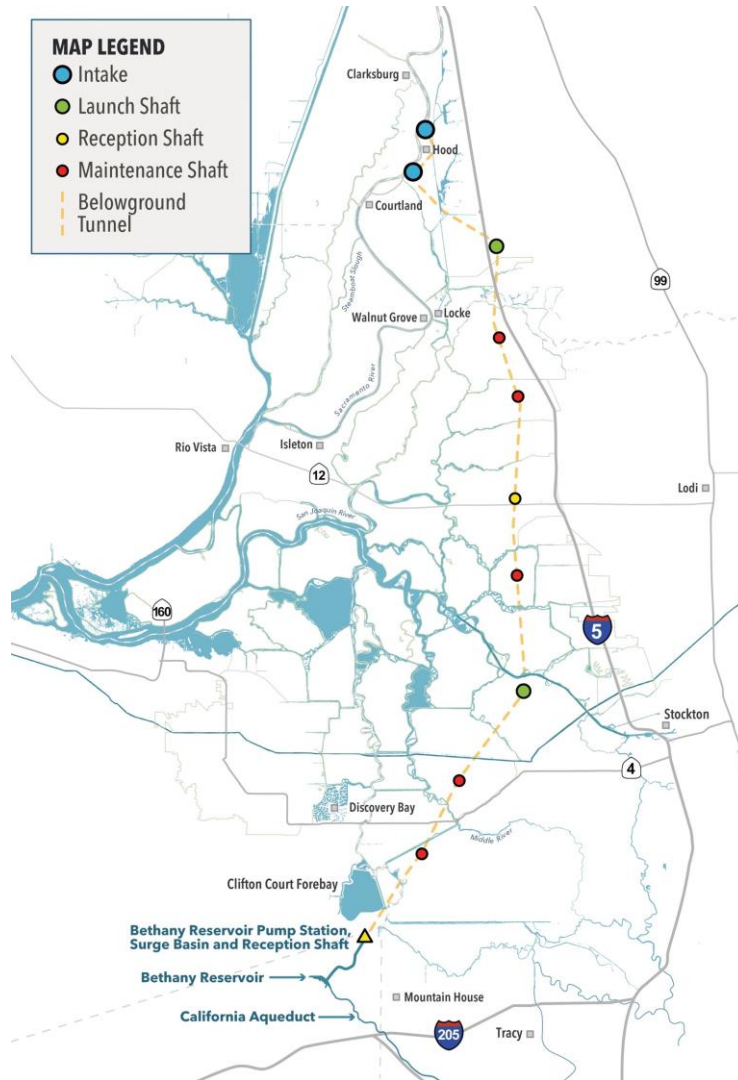 MAP LEGEND
Intake
Launch Shaft
Reception Shaft
Maintenance Shaft
Belowground
Tunnel
Clarksburg
Hood
Courtland
Steamboat Slough
99
Walnut Grove
Locke
Sacramento River
Rio Vista
Isleton
12
Lodi
San Joaquin River
160
5
Stockton
4
Discovery Bay
Middle River
Clifton Court Forebay
Bethany Reservoir Pump Station,
Surge Basin and Reception Shaft
Bethany Reservoir
Mountain House
California Aqueduct
205
Tracy